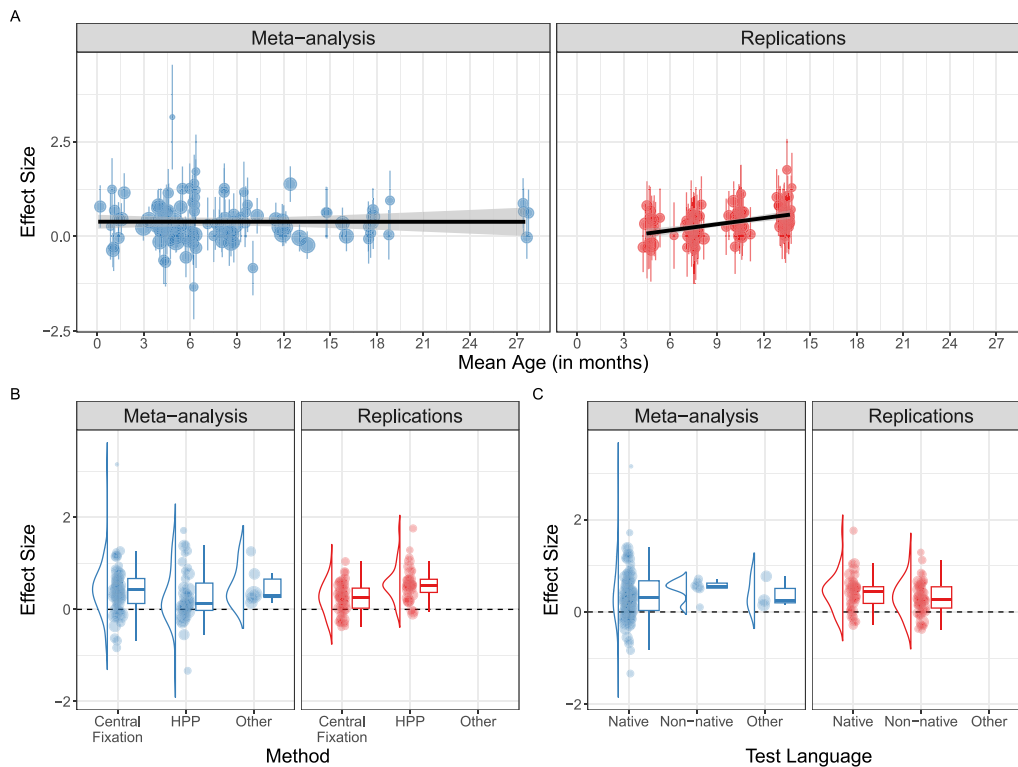 A
Meta−analysis
Replications
Effect Size
2.5
0.0
−2.5
0 3 6 9 12 15 18 21 24 27
0 3 6 9 12 15 18 21 24 27
Mean Age (in months)
B
Meta−analysis
Replications
Effect Size
2
0
−2
Central
Fixation
HPP
Other
Central
Fixation
HPP
Other
Method
C
Meta−analysis
Replications
Effect Size
2
0
−2
Native Non−native Other
Native Non−native Other
Test Language